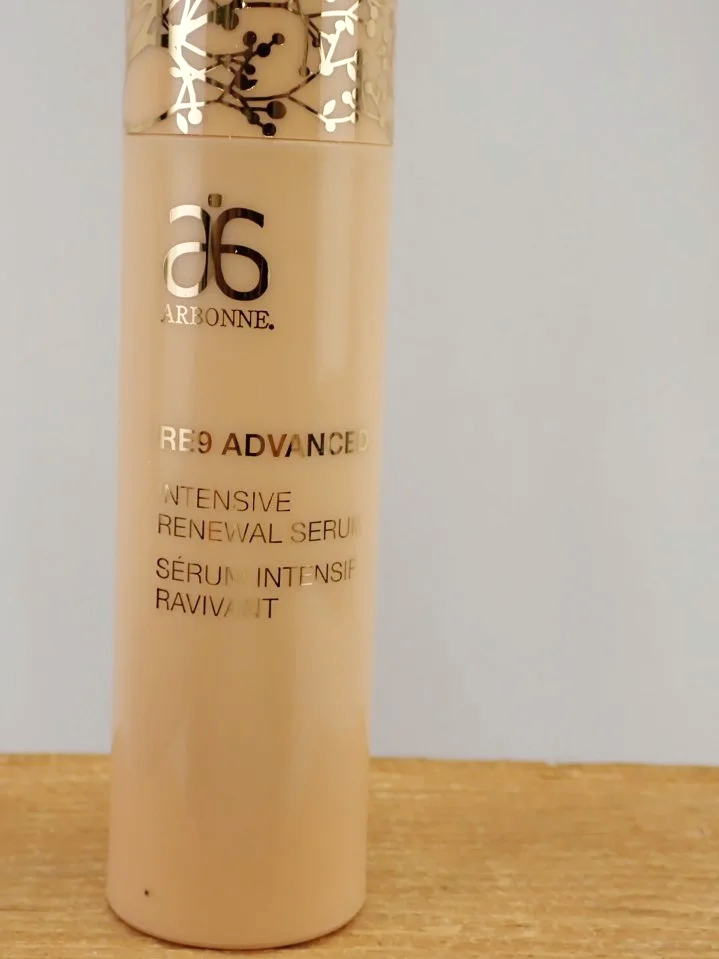 ARBONNE.
RE9 ADVANCED
INTENSIVE
RENEWAL SERUM
SÉRUM INTENSIF
RAVIVANT